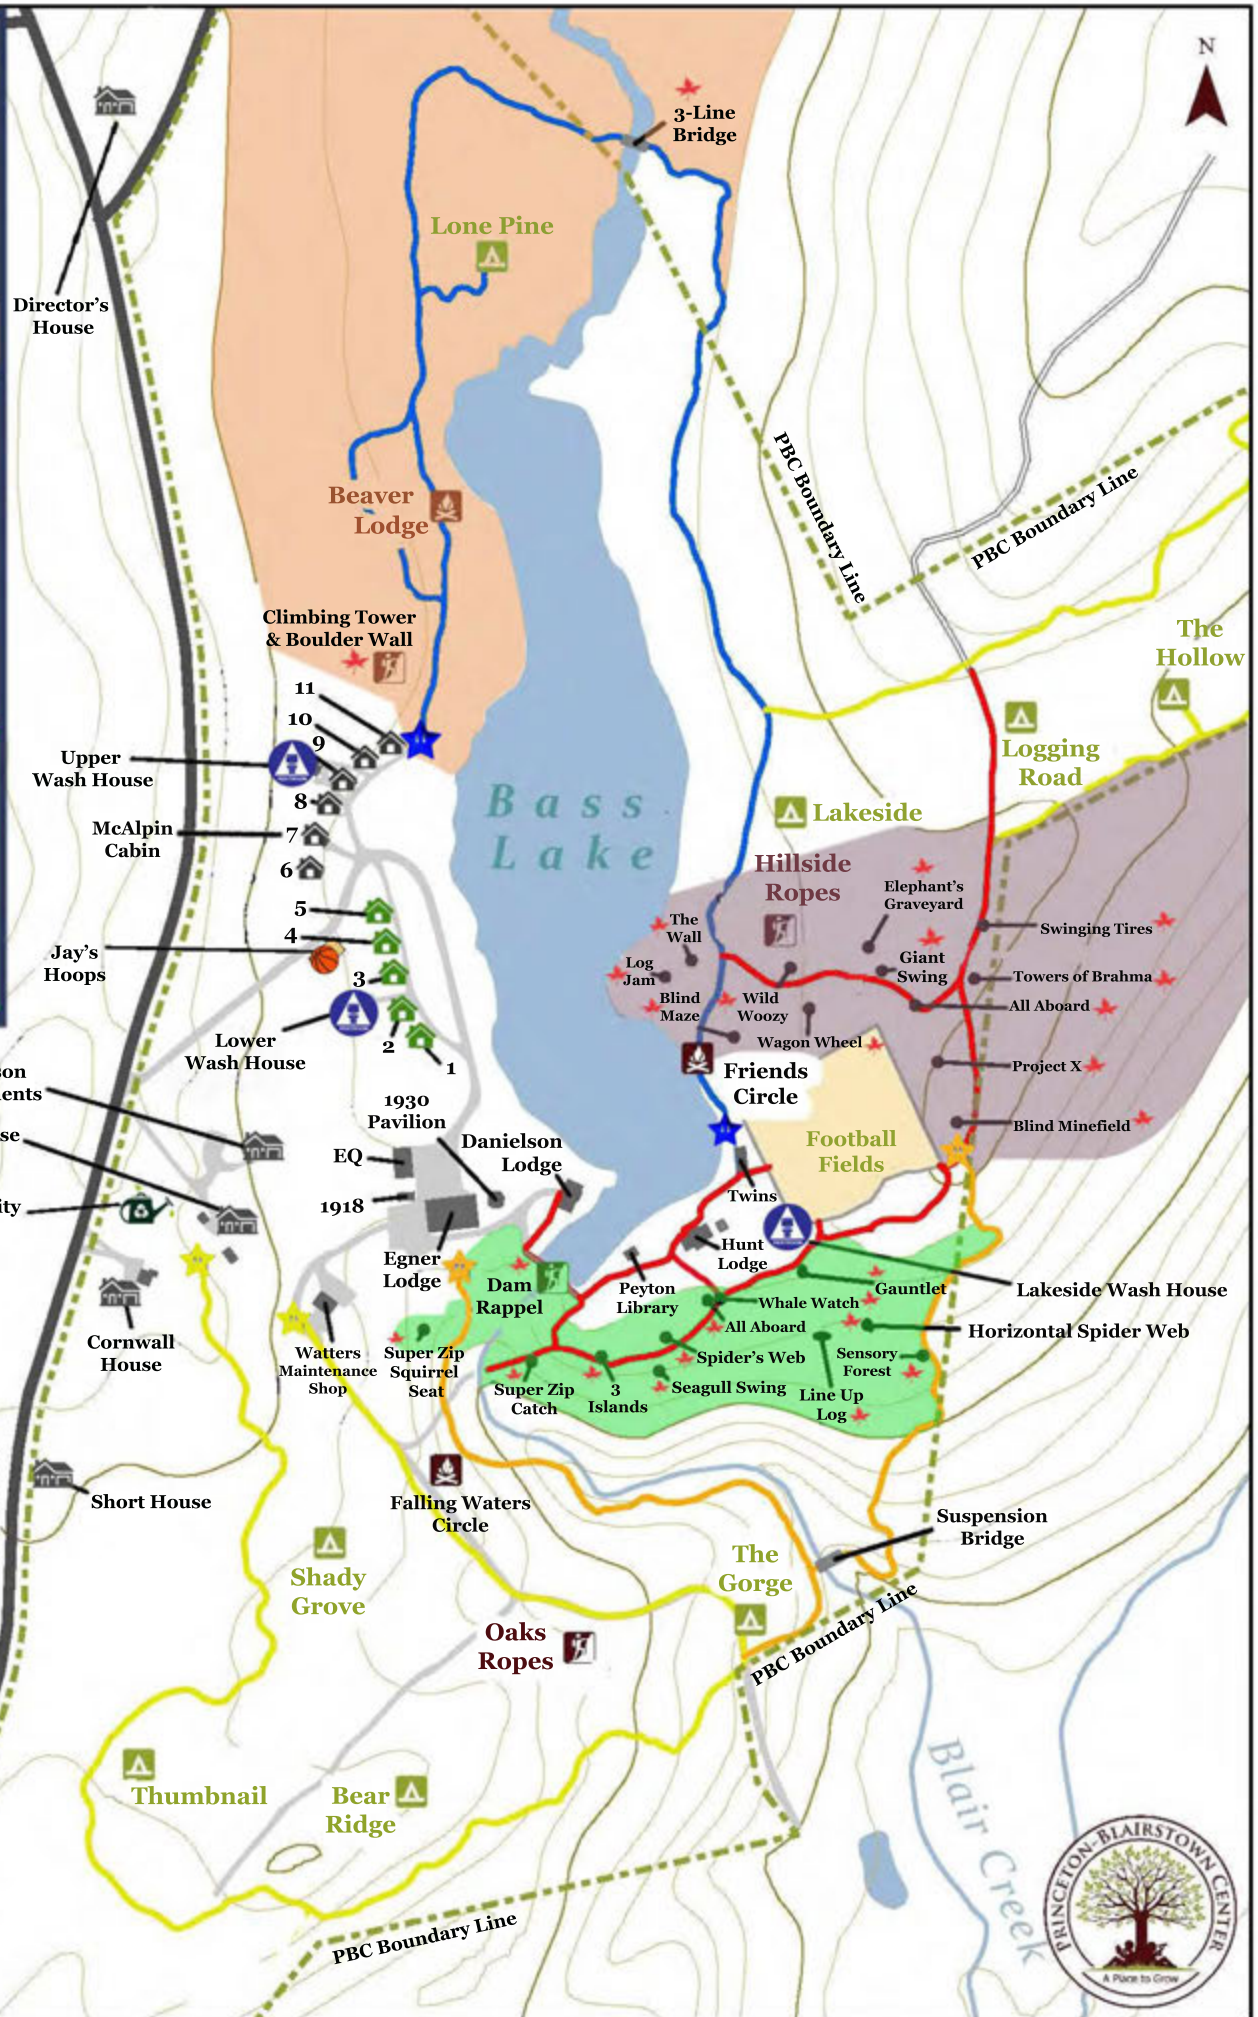 N
3-Line
Bridge
Lone Pine
Director's
House
PBC Boundary Line
PBC Boundary Line
Beaver
Lodge
Climbing Tower
& Boulder Wall
The
Hollow
11
10
9
Upper
Wash House
8
McAlpin
Cabin
7
6
5
4
Jay's
Hoops
3
Lower
Wash House
2
1
Bass
Lake
Logging
Road
Lakeside
Hillside
Ropes
Elephant's
Graveyard
The
Wall
Swinging Tires
Log
Jam
Giant
Swing
Towers of Brahma
Blind
Maze
Wild
Woozy
All Aboard
Wagon Wheel
Project X
Friends
Circle
Blind Minefield
Football
Fields
son
ents
se
ity
1930
Pavilion
Danielson
Lodge
EQ
1918
Egner
Lodge
Twins
Hunt
Lodge
Dam
Rappel
Peyton
Library
Gauntlet
Lakeside Wash House
Whale Watch
All Aboard
Horizontal Spider Web
Cornwall
House
Watters
Maintenance
Shop
Super Zip
Squirrel
Seat
Spider's Web
Sensory
Forest
Super Zip
Catch
3
Islands
Seagull Swing
Line Up
Log
Short House
Falling Waters
Circle
Suspension
Bridge
Shady
Grove
The
Gorge
Oaks
Ropes
PBC Boundary Line
Thumbnail
Bear
Ridge
Blair Creek
PBC Boundary Line
PRINCETON-BLAIRSTOWN CENTER
A Place to Grow